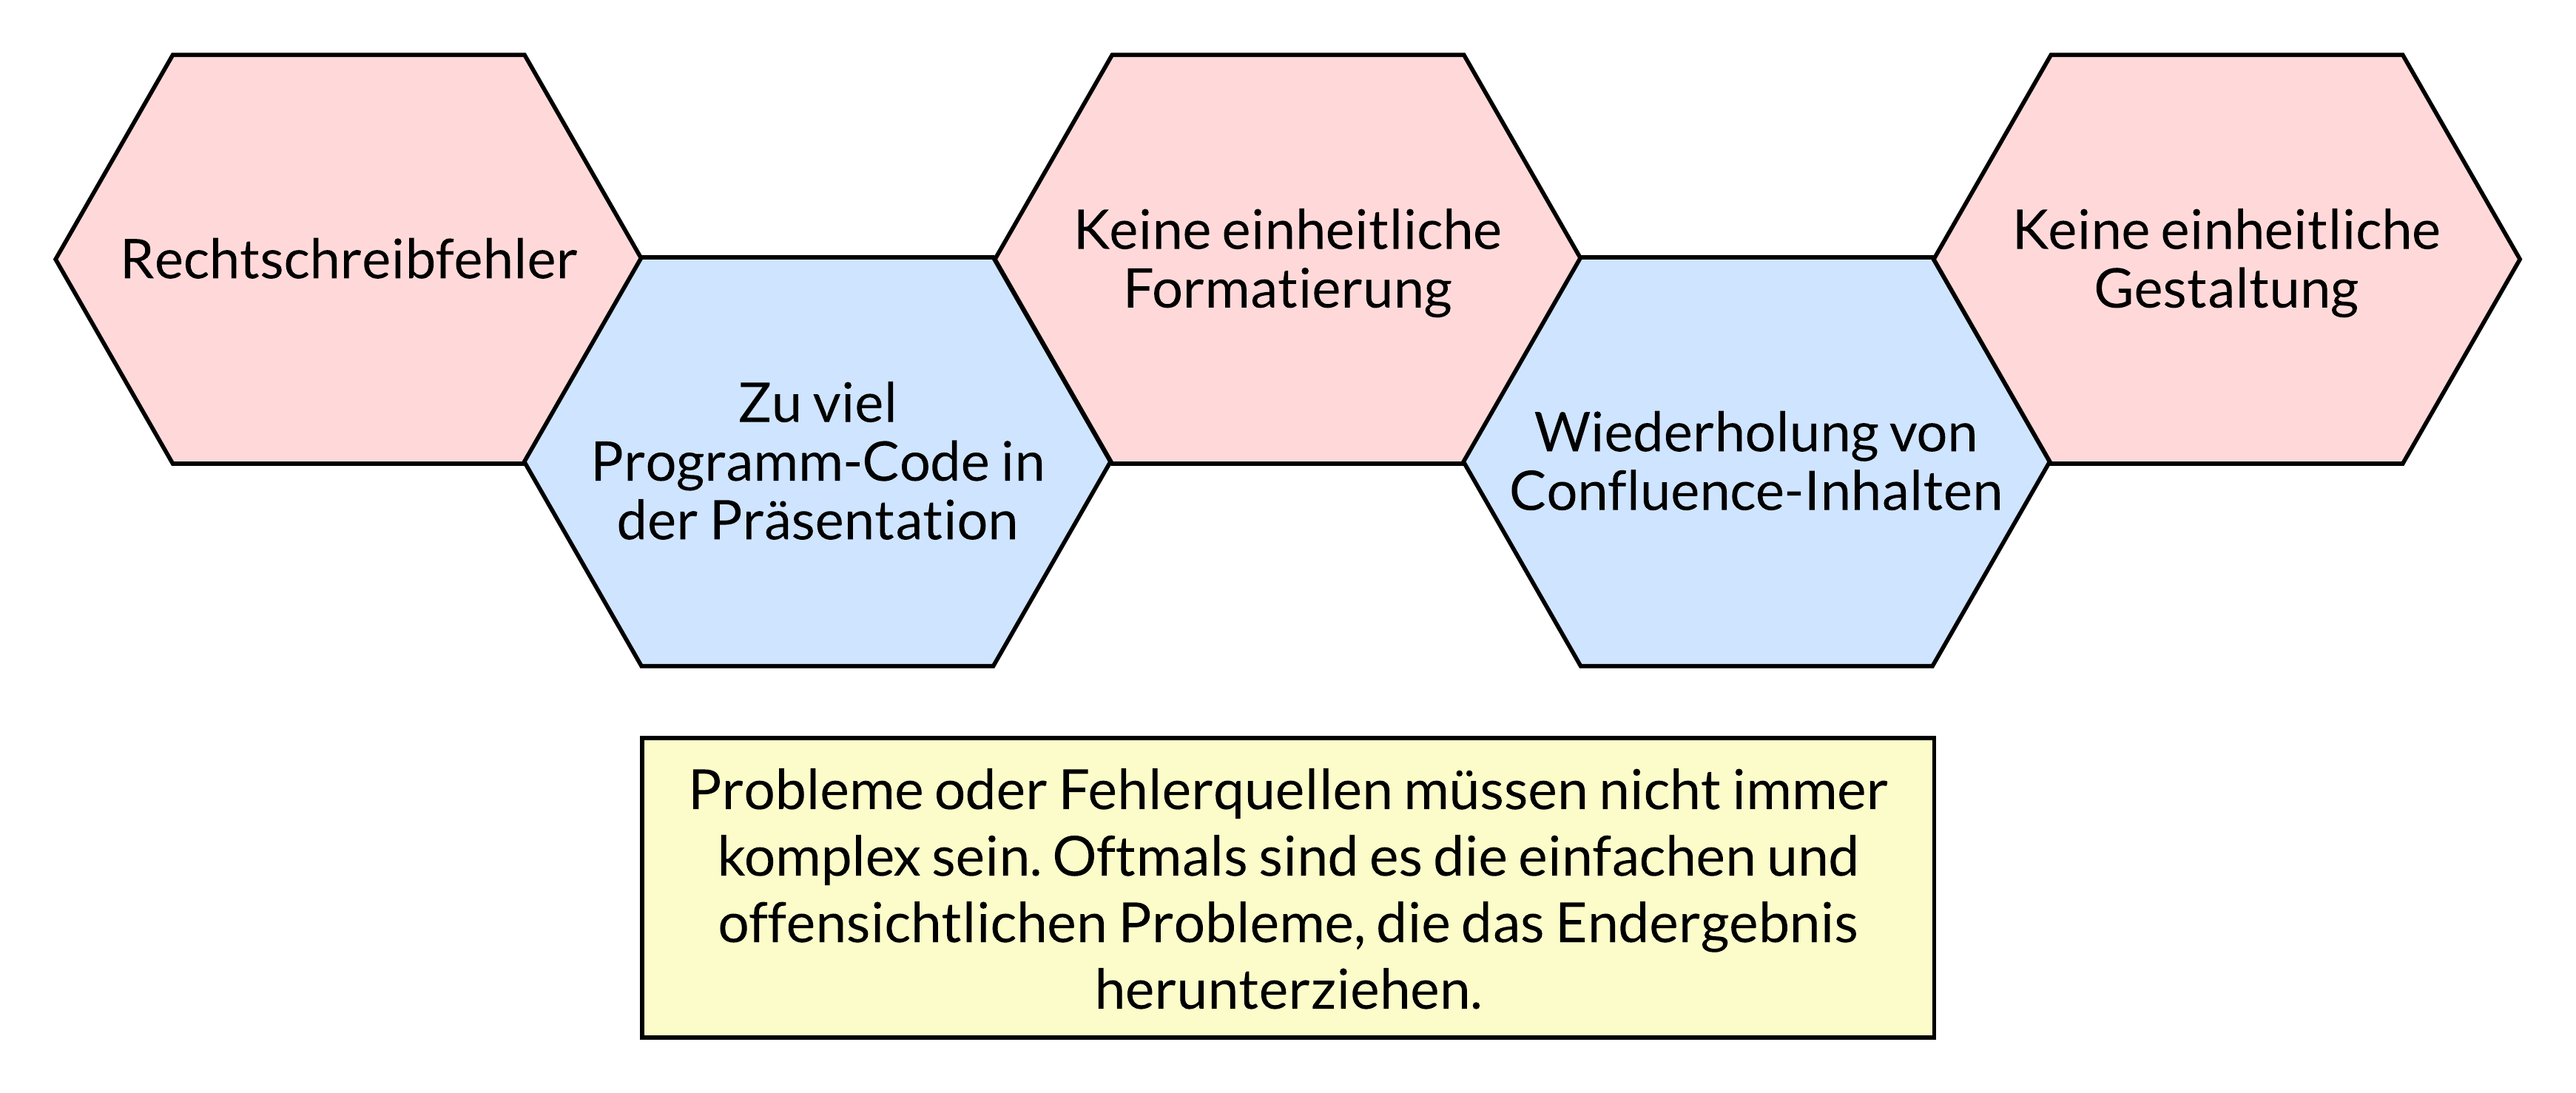 Rechtschreibfehler
Zu viel
Programm-Code in
der Präsentation
Keine einheitliche
Formatierung
Wiederholung von
Confluence-Inhalten
Keine einheitliche
Gestaltung
Probleme oder Fehlerquellen müssen nicht immer
komplex sein. Oftmals sind es die einfachen und
offensichtlichen Probleme, die das Endergebnis
herunterziehen.